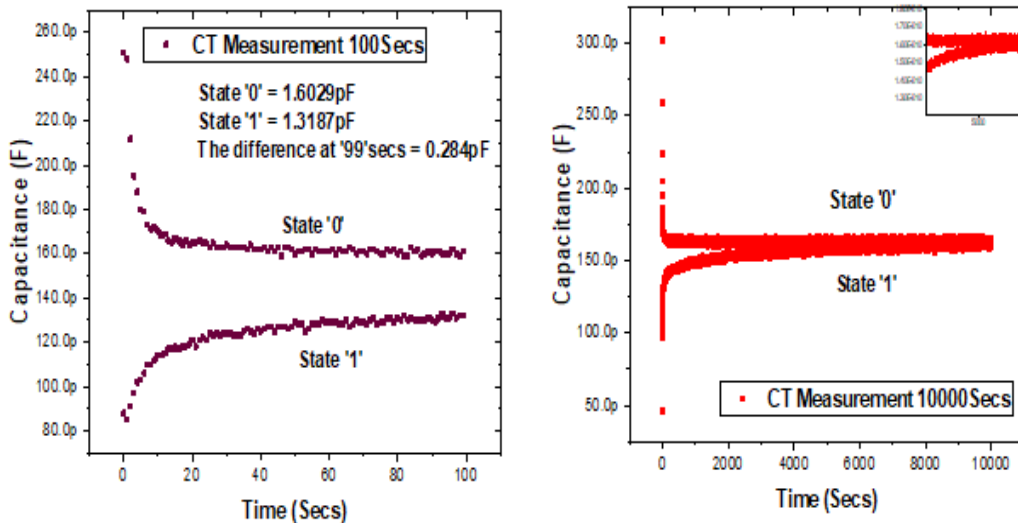 CT Measurement 100Secs
State '0' = 1.6029pF
State '1' = 1.3187pF
The difference at '99'secs = 0.284pF
State '0'
State '1'
Capacitance (F)
260.0p
240.0p
220.0p
200.0p
180.0p
160.0p
140.0p
120.0p
100.0p
80.0p
0 20 40 60 80 100
Time (Secs)
300.0p
250.0p
200.0p
150.0p
100.0p
50.0p
Capacitance (F)
State '0'
State '1'
CT Measurement 10000Secs
0 2000 4000 6000 8000 10000
Time (Secs)